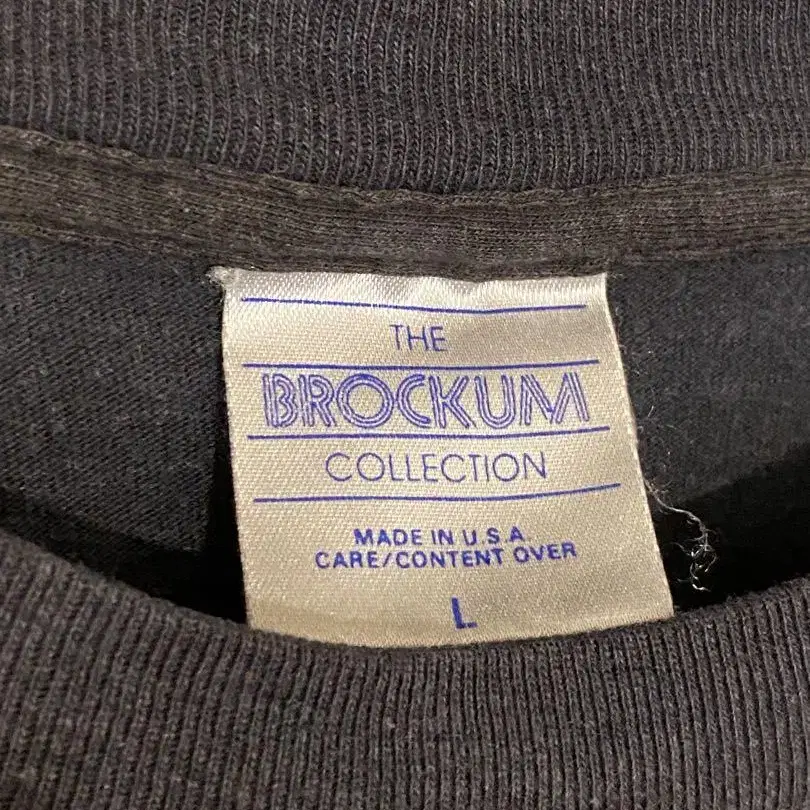 THE
BROCKUM
COLLECTION
MADE IN U.S.A.
CARE/CONTENT OVER
L